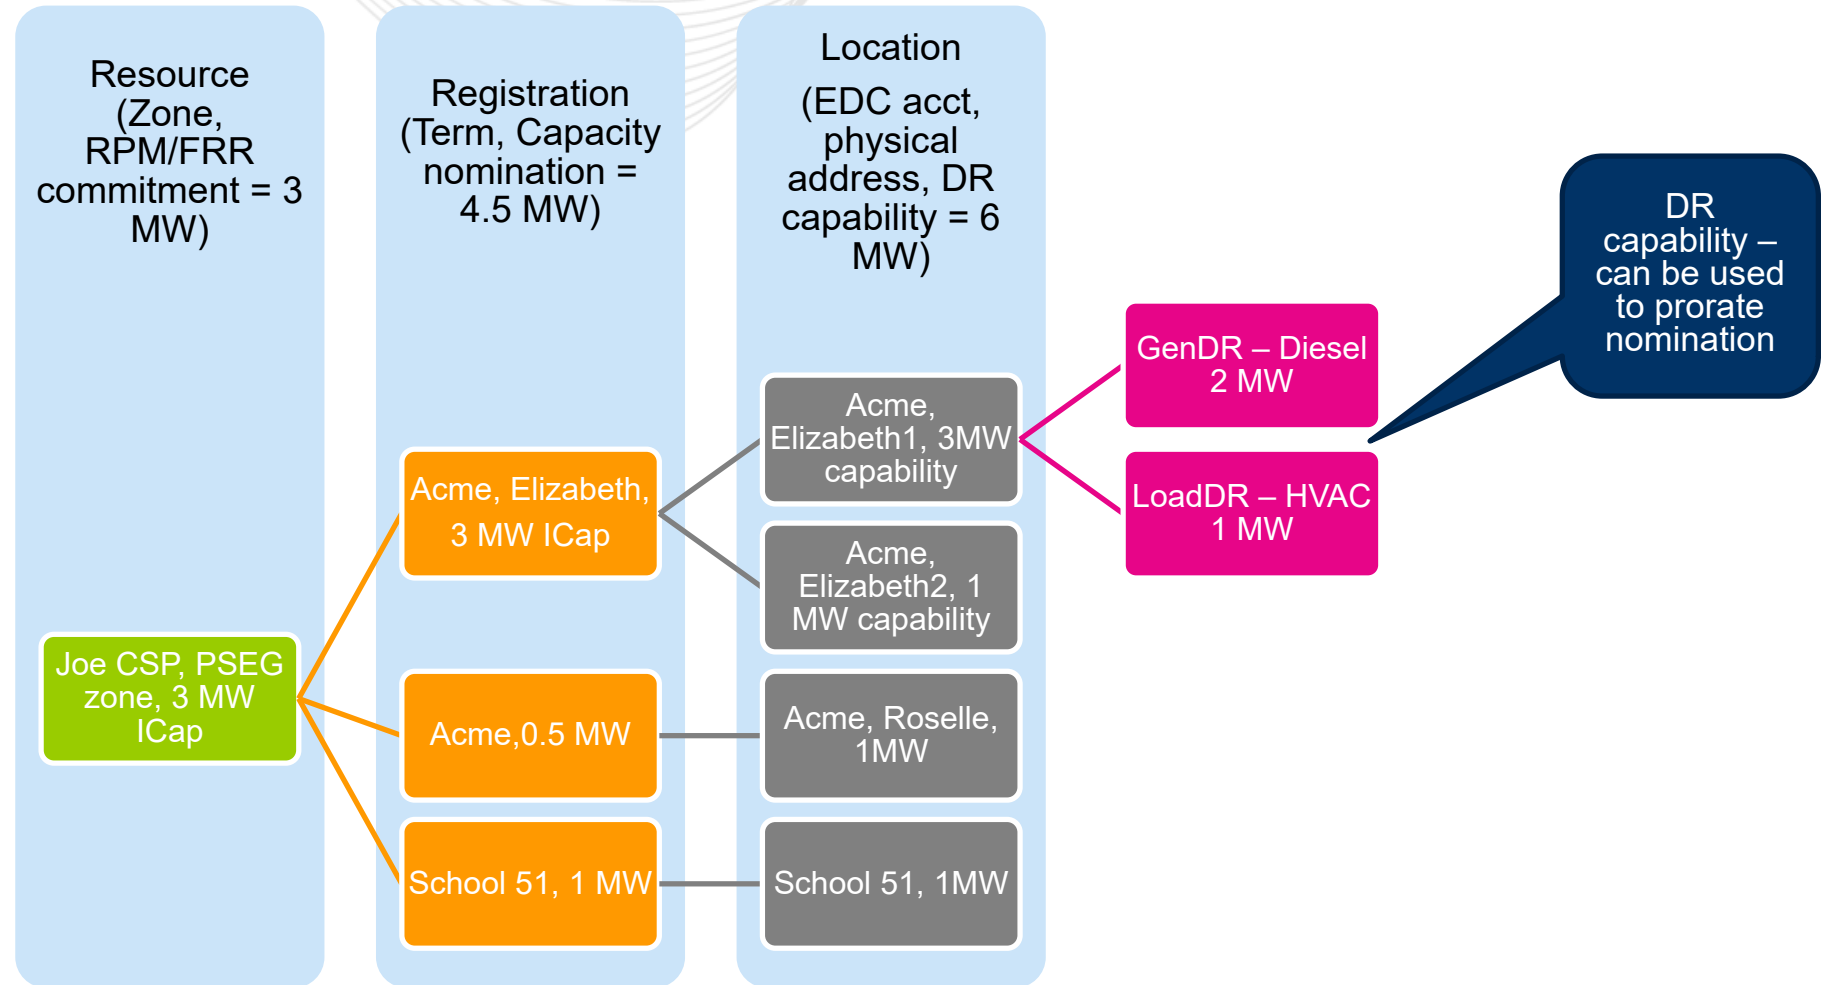 Resource
(Zone,
RPM/FRR
commitment = 3
MW)
Registration
(Term, Capacity
nomination =
4.5 MW)
Location
(EDC acct,
physical
address, DR
capability = 6
MW)
DR
capability –
can be used
to prorate
nomination
GenDR – Diesel
2 MW
LoadDR – HVAC
1 MW
Acme,
Elizabeth1, 3MW
capability
Acme, Elizabeth,
3 MW ICap
Acme,
Elizabeth2, 1
MW capability
Joe CSP, PSEG
zone, 3 MW
ICap
Acme,0.5 MW
Acme, Roselle,
1MW
School 51, 1 MW
School 51, 1MW